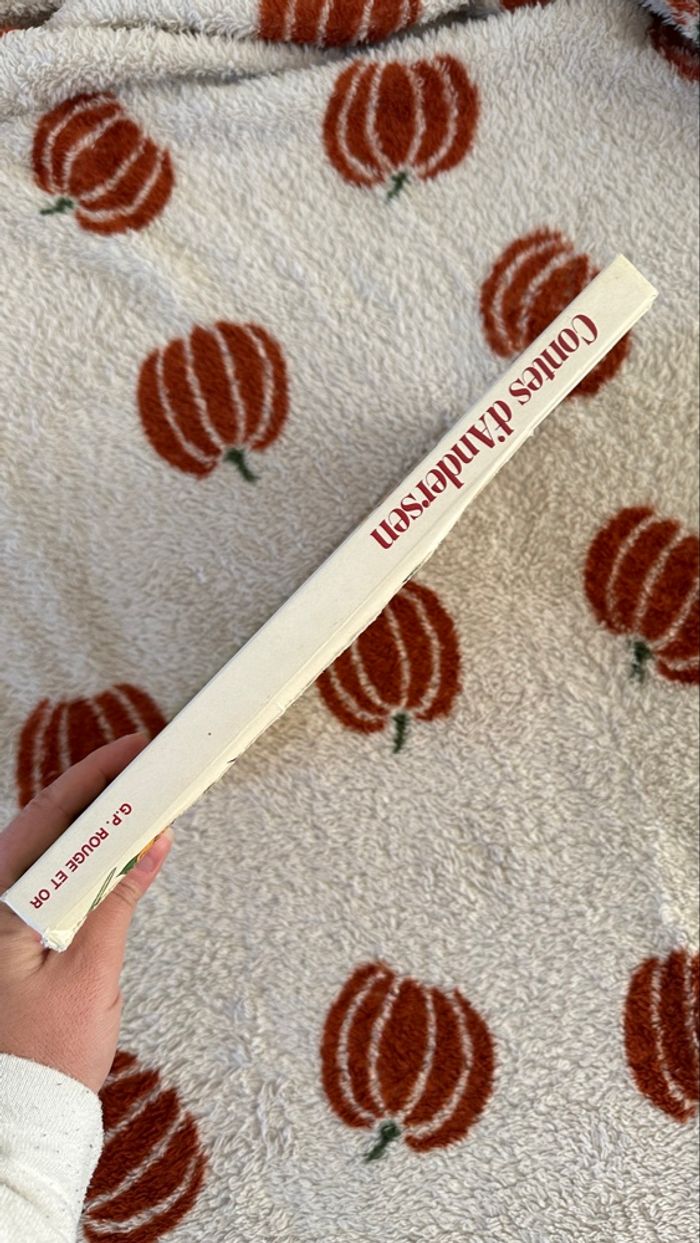 Contes d'Andersen
G.P. ROUGE ET OR